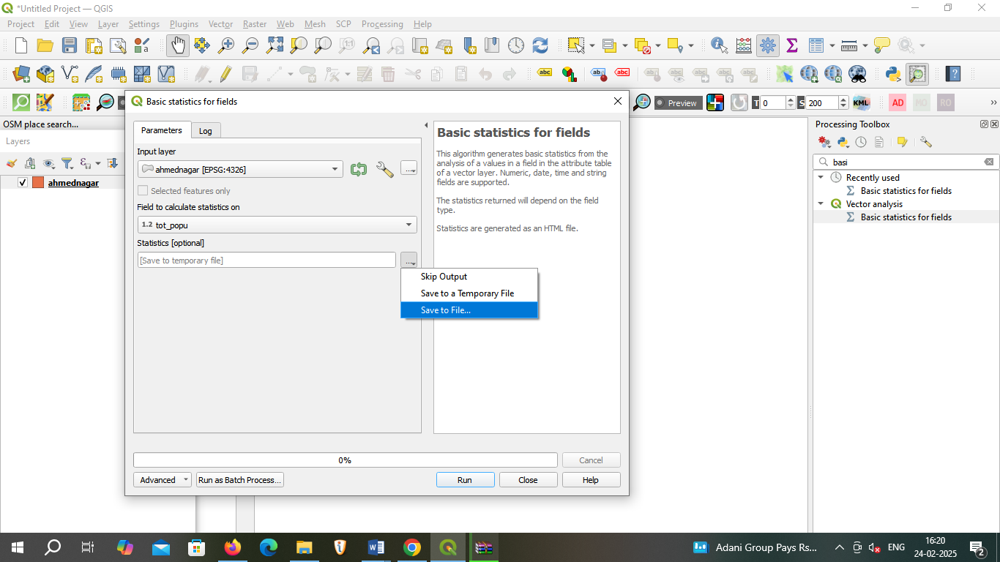 *Untitled Project — QGIS
Project Edit View Layer Settings Plugins Vector Raster Web Mesh SCP Processing Help
1:1
abc abc abc
Preview T 0 S 200 KML AD MO RO »
OSM place search...
Layers
ahmednagar
Basic statistics for fields
Parameters Log
Input layer
ahmednagar [EPSG:4326]
...
Selected features only
Field to calculate statistics on
1.2 tot_popu
Statistics [optional]
[Save to temporary file]
...
Skip Output
Save to a Temporary File
Save to File...
Basic statistics for fields
This algorithm generates basic statistics from the
analysis of a values in a field in the attribute table
of a vector layer. Numeric, date, time and string
fields are supported.
The statistics returned will depend on the field
type.
Statistics are generated as an HTML file.
0%
Cancel
Advanced Run as Batch Process... Run Close Help
Processing Toolbox
basi
Recently used
Basic statistics for fields
Vector analysis
Basic statistics for fields
Adani Group Pays Rs... ENG 16:20
24-02-2025
2